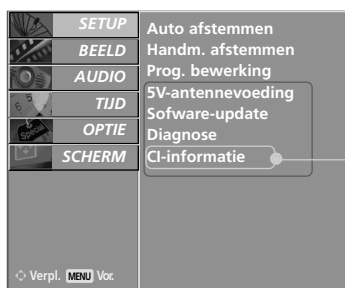 SETUP
BEELD
AUDIO
TIJD
OPTIE
SCHERM
Auto afstemmen
Handm. afstemmen
Prog. bewerking
5V-antennevoeding
Sofware-update
Diagnose
CI-informatie
Verpl. MENU Vor.